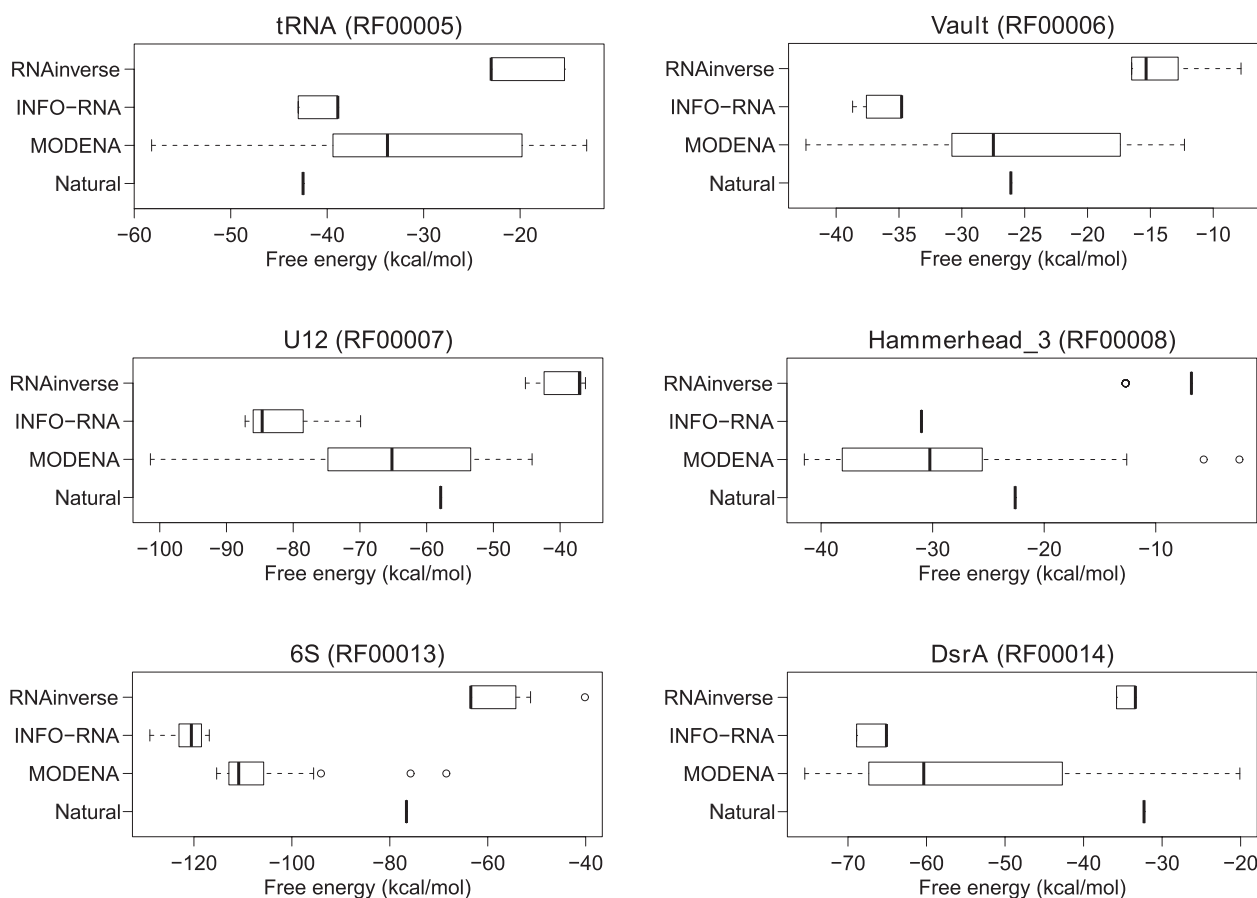 tRNA (RF00005)
RNAinverse
INFO−RNA
MODENA
Natural
−60 −50 −40 −30 −20
Free energy (kcal/mol)
Vault (RF00006)
RNAinverse
INFO−RNA
MODENA
Natural
−40 −35 −30 −25 −20 −15 −10
Free energy (kcal/mol)
U12 (RF00007)
RNAinverse
INFO−RNA
MODENA
Natural
−100 −90 −80 −70 −60 −50 −40
Free energy (kcal/mol)
Hammerhead_3 (RF00008)
RNAinverse
INFO−RNA
MODENA
Natural
−40 −30 −20 −10
Free energy (kcal/mol)
6S (RF00013)
RNAinverse
INFO−RNA
MODENA
Natural
−120 −100 −80 −60 −40
Free energy (kcal/mol)
DsrA (RF00014)
RNAinverse
INFO−RNA
MODENA
Natural
−70 −60 −50 −40 −30 −20
Free energy (kcal/mol)